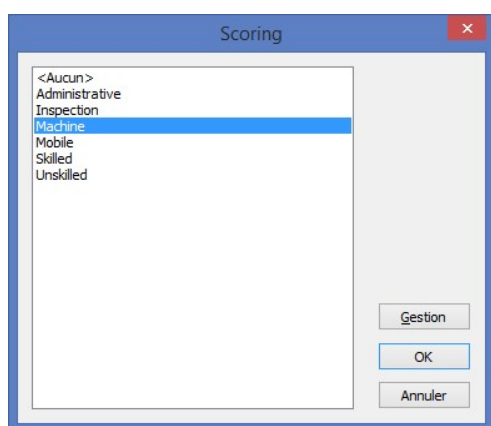 Scoring
<Aucun>
Administrative
Inspection
Machine
Mobile
Skilled
Unskilled
Gestion
OK
Annuler